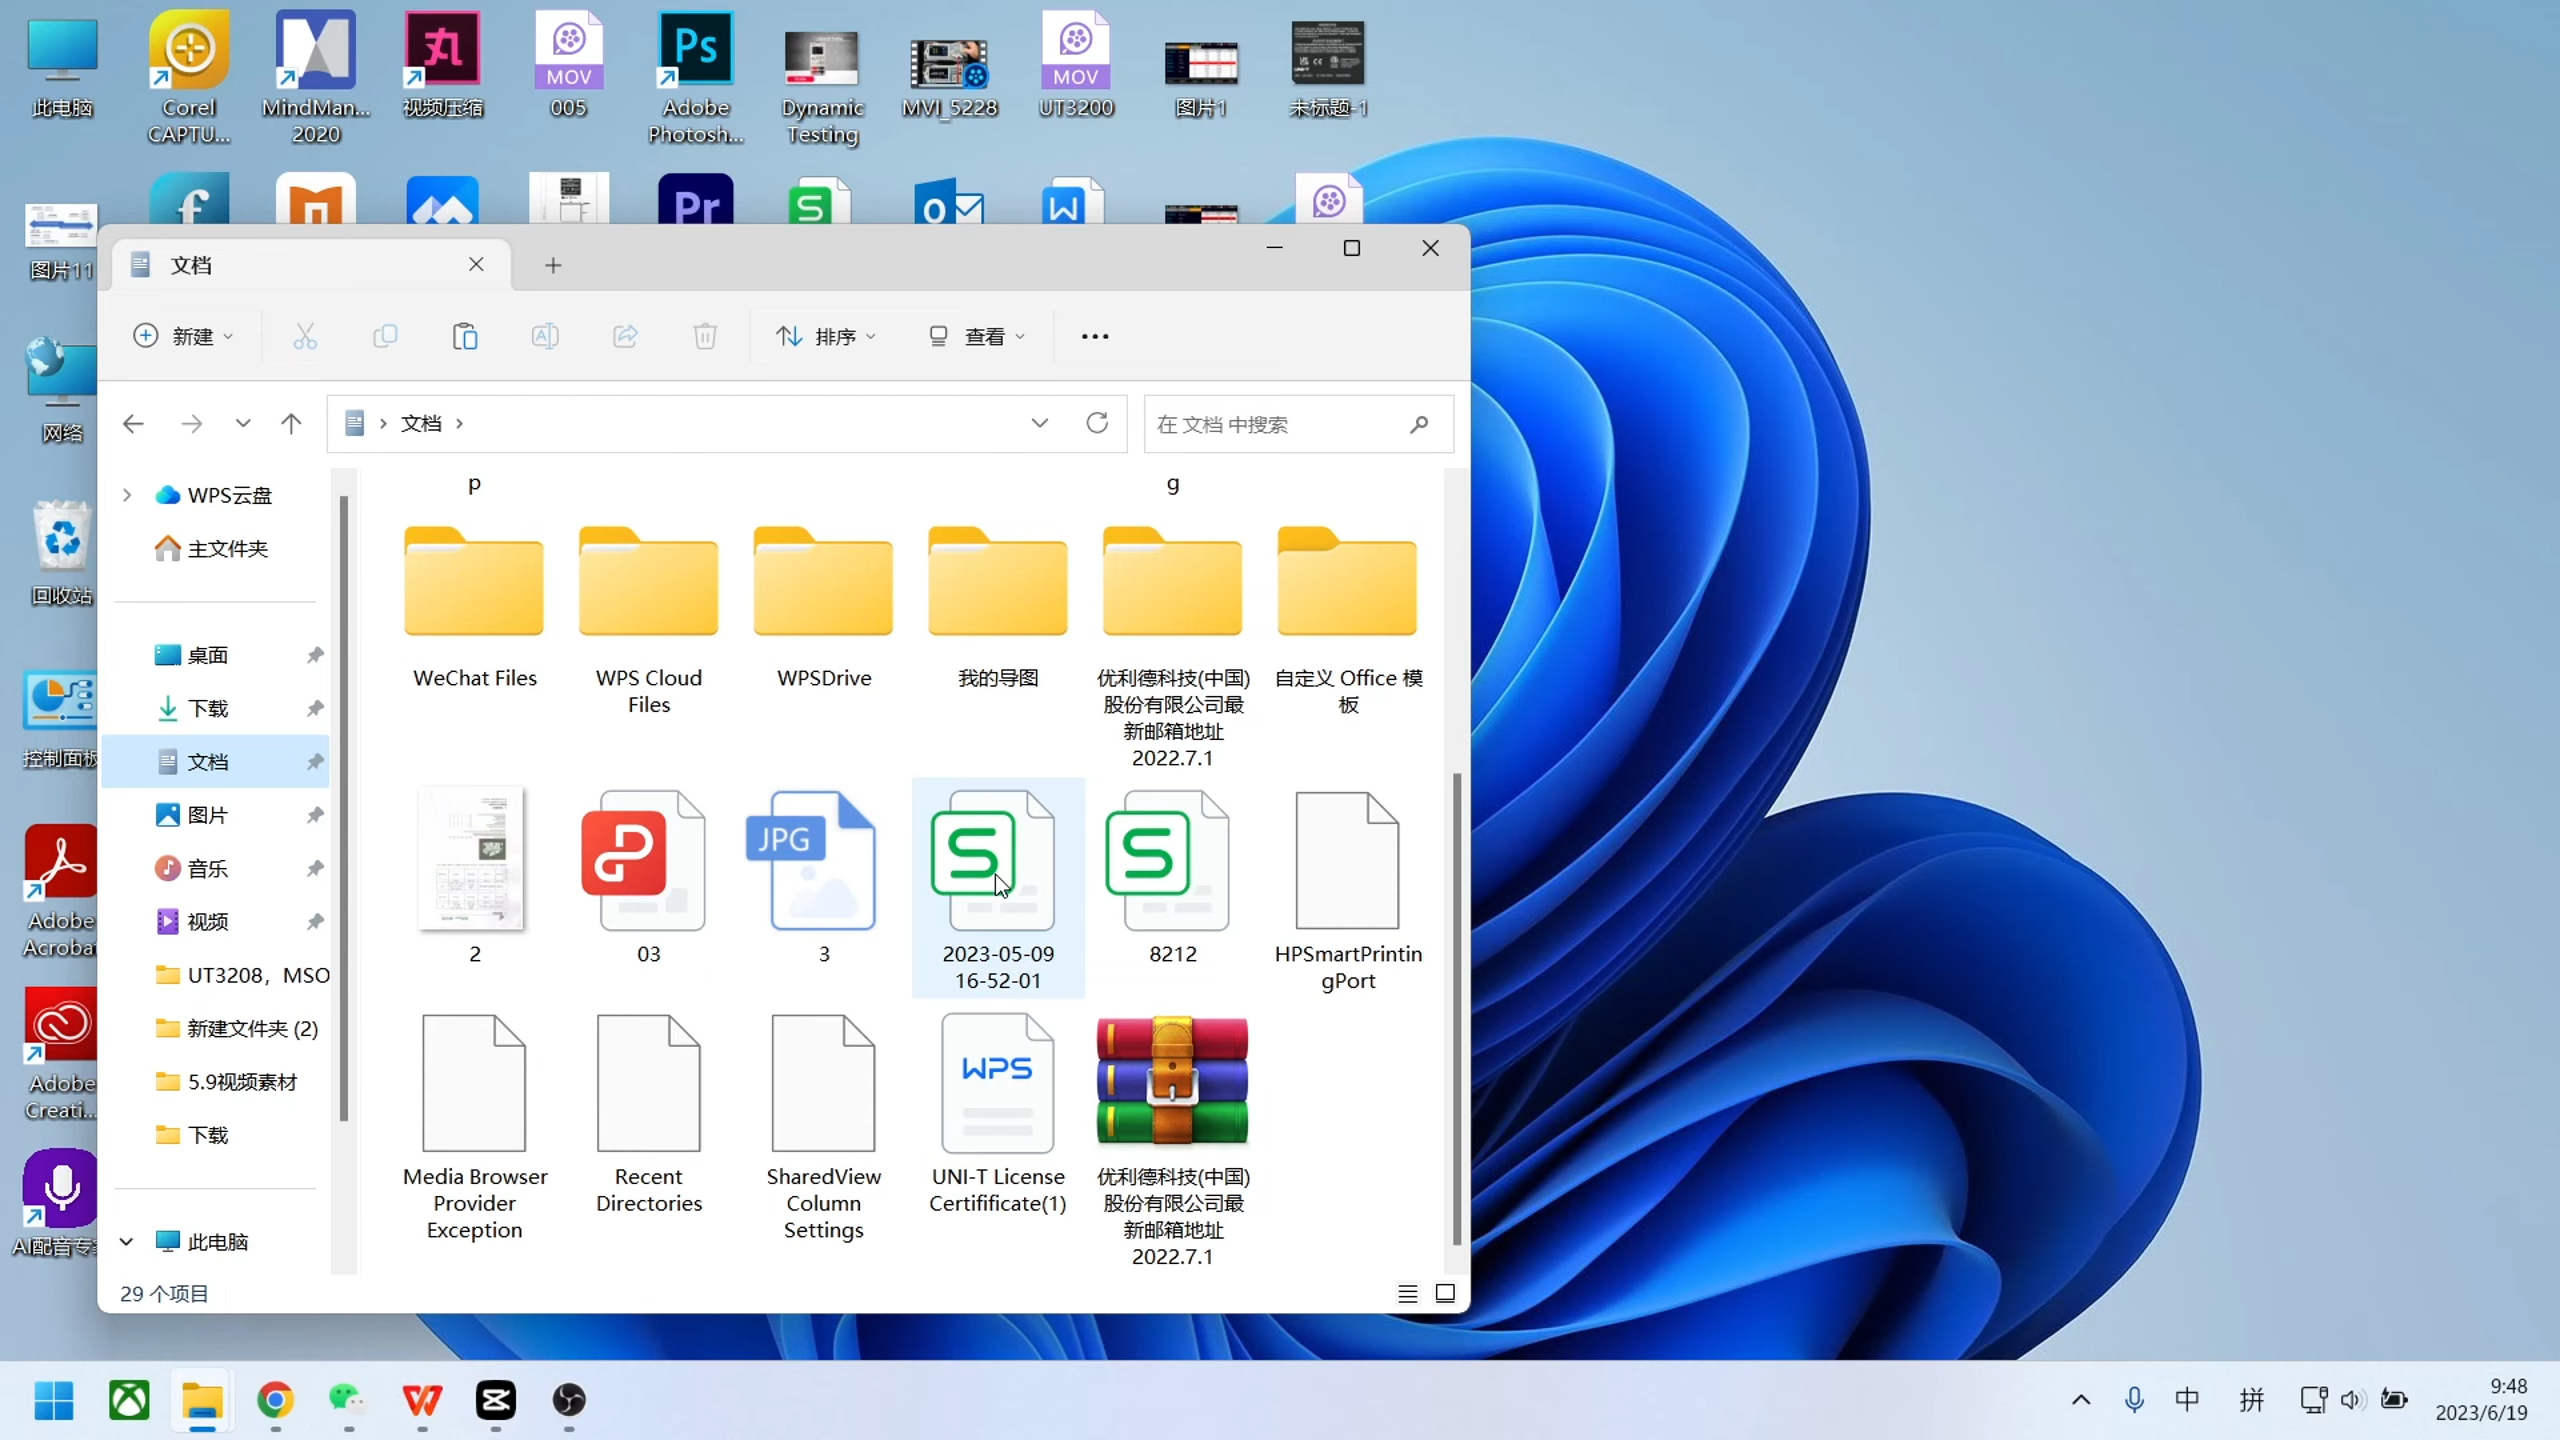 此电脑
Corel
CAPTU...
MindMan...
2020
视频压缩
MOV
005
Ps
Adobe
Photosh...
Dynamic
Testing
MVI_5228
MOV
UT3200
图片1
未标题-1
Pr
图片11
网络
回收站
控制面板
Adobe
Acrobat
Adobe
Creati...
文档
新建
排序
查看
文档
在 文档 中搜索
WPS云盘
主文件夹
桌面
下载
文档
图片
音乐
视频
UT3208，MSO
新建文件夹 (2)
5.9视频素材
下载
此电脑
p
g
WeChat Files
WPS Cloud
Files
WPSDrive
我的导图
优利德科技(中国)
股份有限公司最
新邮箱地址
2022.7.1
自定义 Office 模
板
2
03
JPG
3
2023-05-09
16-52-01
8212
HPSmartPrintin
gPort
Media Browser
Provider
Exception
Recent
Directories
SharedView
Column
Settings
WPS
UNI-T License
Certifificate(1)
优利德科技(中国)
股份有限公司最
新邮箱地址
2022.7.1
29 个项目
中
拼
9:48
2023/6/19